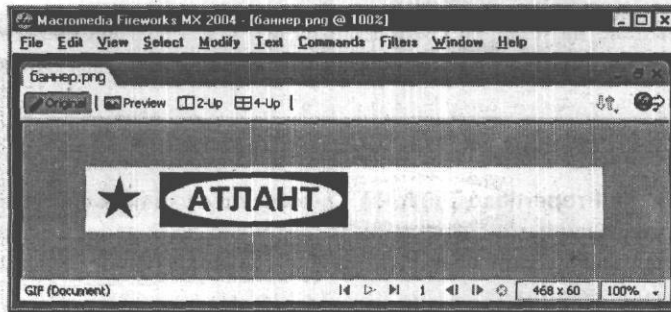 Macromedia Fireworks MX 2004 - [баннер.png @ 100%]
File Edit View Select Modify Text Commands Filters Window Help
баннер.png
Original Preview 2-Up 4-Up
АТЛАНТ
GIF (Document) 1 468 x 60 100%